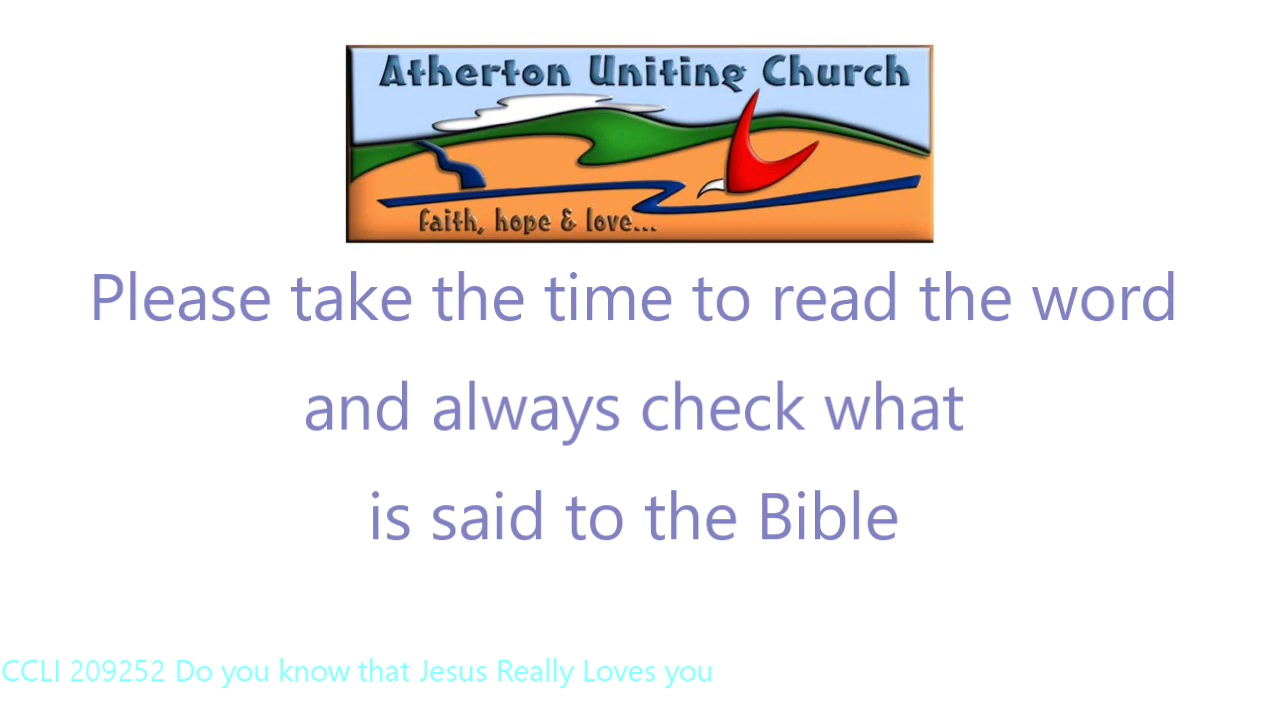 Atherton Uniting Church
faith, hope & love...
Please take the time to read the word
and always check what
is said to the Bible
CCLI 209252 Do you know that Jesus Really Loves you